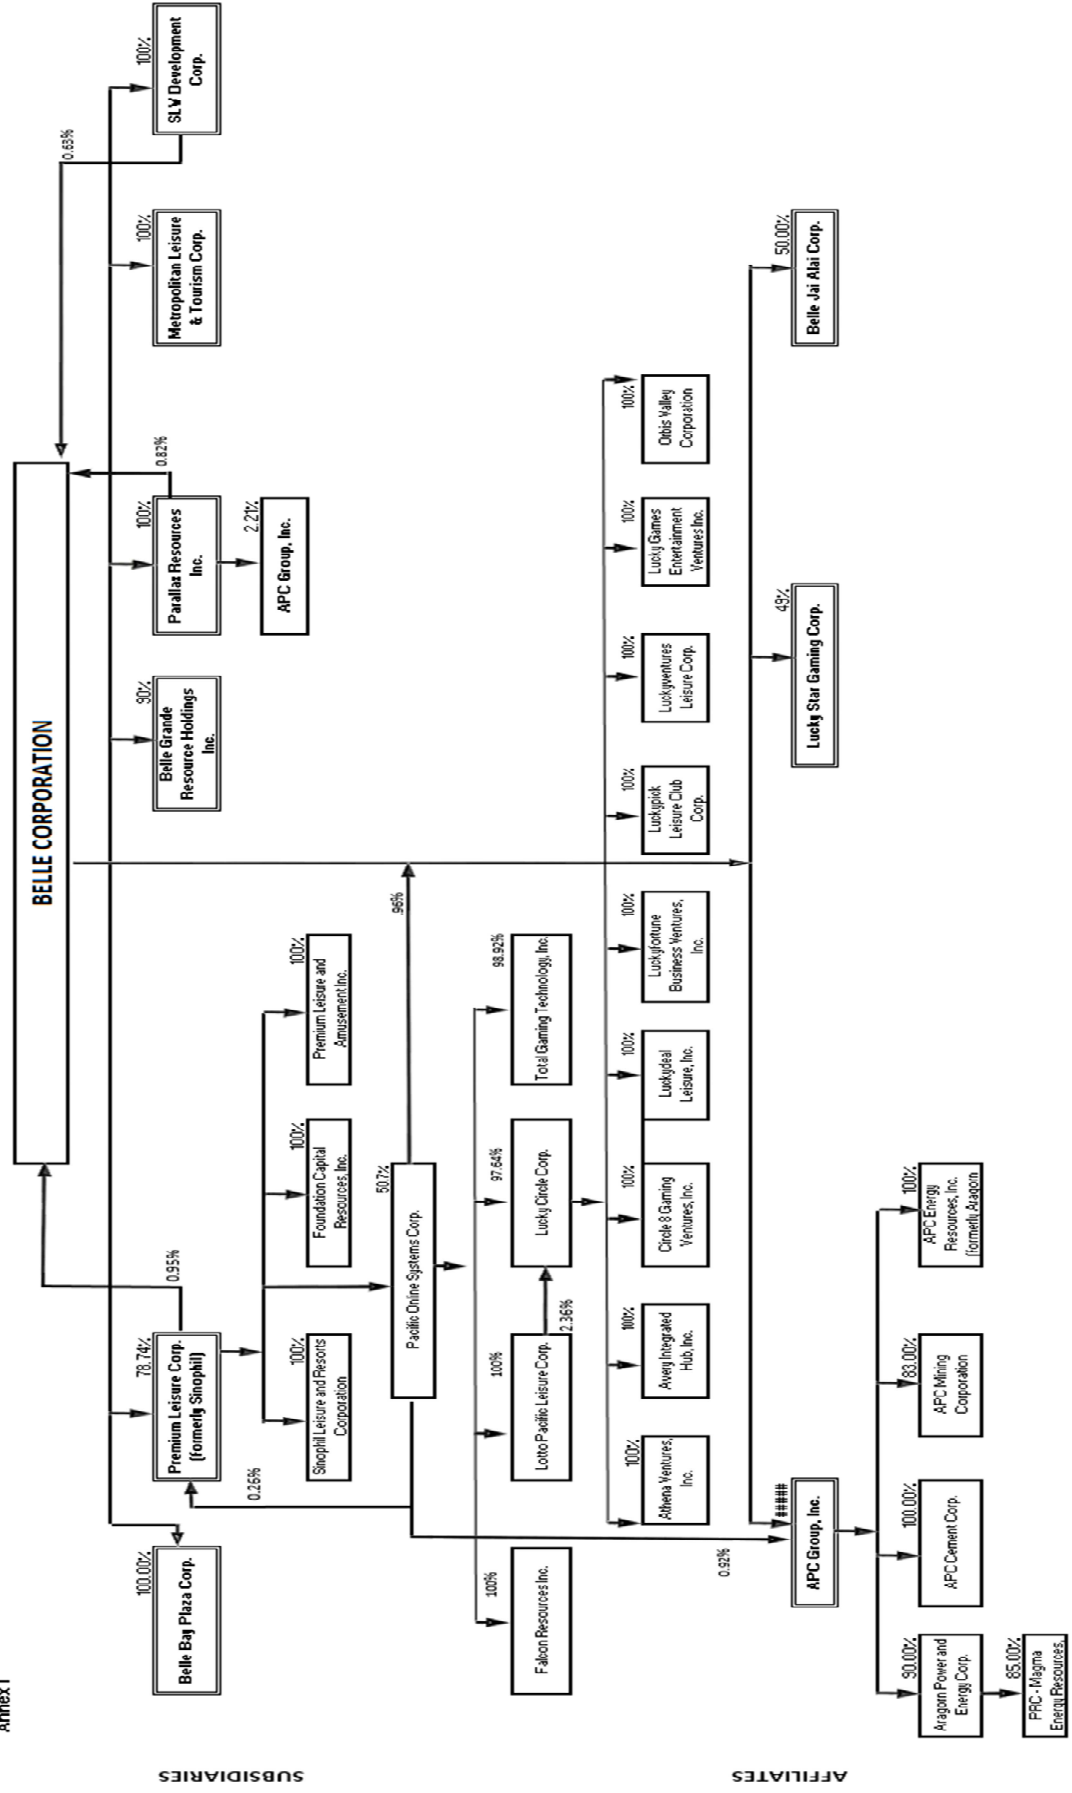 Annex I
BELLE CORPORATION
SUBSIDIARIES
100.00%
Belle Bay Plaza Corp.
78.74%
Premium Leisure Corp.
(formerly Sinophil)
0.95%
90%
Belle Grande
Resource Holdings
Inc.
100%
Parallax Resources
Inc.
0.82%
2.21%
APC Group, Inc.
100%
Metropolitan Leisure
& Tourism Corp.
100%
SLW Development
Corp.
0.63%
0.26%
100%
Sinophil Leisure and Resorts
Corporation
100%
Foundation Capital
Resources, Inc.
100%
Premium Leisure and
Amusement Inc.
50.7%
Pacific Online Systems Corp.
.96%
100%
Falcon Resources Inc.
100%
Lotto Pacific Leisure Corp.
2.36%
97.64%
Lucky Circle Corp.
98.92%
Total Gaming Technology, Inc.
100%
Athena Ventures,
Inc.
100%
Avery Integrated
Hub, Inc.
100%
Circle 8 Gaming
Ventures, Inc.
100%
Luckydeal
Leisure, Inc.
100%
Luckyfortune
Business Ventures,
Inc.
100%
Luckypick
Leisure Club
Corp.
100%
Luckyventures
Leisure Corp.
100%
Lucky Games
Entertainment
Ventures Inc.
100%
Orbis Valley
Corporation
AFFILIATES
0.92%
#####
APC Group, Inc.
49%
Lucky Star Gaming Corp.
50.00%
Belle Jai Alai Corp.
90.00%
Aragorn Power and
Energy Corp.
100.00%
APC Cement Corp.
83.00%
APC Mining
Corporation
100%
APC Energy
Resources, Inc.
(formerly Aragorn
85.00%
PRC - Magma
Energy Resources,